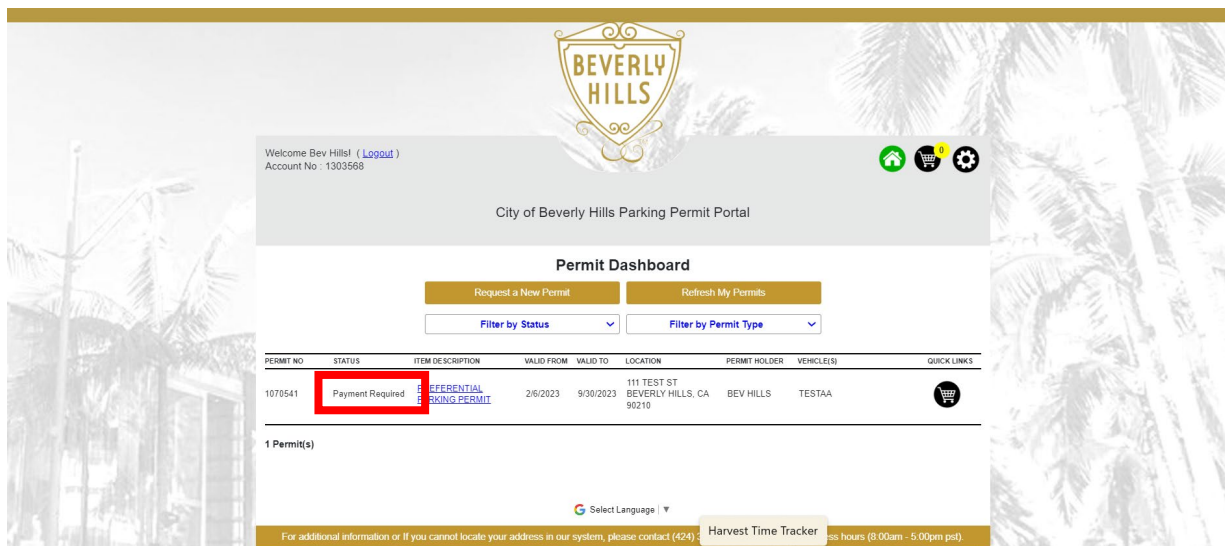 BEVERLY
HILLS
Welcome Bev Hills! ( Logout )
Account No : 1303568
0
City of Beverly Hills Parking Permit Portal
Permit Dashboard
Request a New Permit
Refresh My Permits
Filter by Status
Filter by Permit Type
PERMIT NO STATUS ITEM DESCRIPTION VALID FROM VALID TO LOCATION PERMIT HOLDER VEHICLE(S) QUICK LINKS
1070541 Payment Required PREFERENTIAL PARKING PERMIT 2/6/2023 9/30/2023 111 TEST ST BEVERLY HILLS, CA 90210 BEV HILLS TESTAA
1 Permit(s)
G Select Language ▼
Harvest Time Tracker
For additional information or If you cannot locate your address in our system, please contact (424) hours (8:00am - 5:00pm pst).